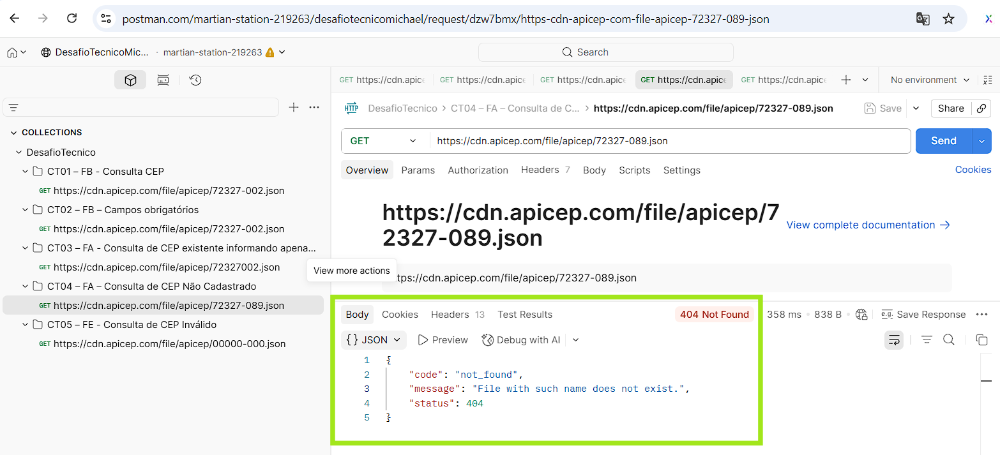 postman.com/martian-station-219263/desafiotecnicomichael/request/dzw7bmx/https-cdn-apicep-com-file-apicep-72327-089-json
DesafioTecnicoMic... · martian-station-219263
Search
GET https://cdn.apice
GET https://cdn.apice
GET https://cdn.apice
GET https://cdn.apice
GET https://cdn.apice
No environment
COLLECTIONS
DesafioTecnico
CT01 – FB - Consulta CEP
GET https://cdn.apicep.com/file/apicep/72327-002.json
CT02 – FB – Campos obrigatórios
GET https://cdn.apicep.com/file/apicep/72327-002.json
CT03 – FA - Consulta de CEP existente informando apena...
GET https://cdn.apicep.com/file/apicep/72327002.json
CT04 – FA – Consulta de CEP Não Cadastrado
GET https://cdn.apicep.com/file/apicep/72327-089.json
CT05 – FE - Consulta de CEP Inválido
GET https://cdn.apicep.com/file/apicep/00000-000.json
View more actions
HTTP DesafioTecnico > CT04 – FA – Consulta de C... > https://cdn.apicep.com/file/apicep/72327-089.json
Save
Share
GET https://cdn.apicep.com/file/apicep/72327-089.json
Send
Overview Params Authorization Headers 7 Body Scripts Settings
Cookies
https://cdn.apicep.com/file/apicep/7
2327-089.json
View complete documentation →
tps://cdn.apicep.com/file/apicep/72327-089.json
Body Cookies Headers 13 Test Results
404 Not Found
358 ms • 838 B
e.g. Save Response
{} JSON Preview Debug with AI
1 {
2 "code": "not_found",
3 "message": "File with such name does not exist.",
4 "status": 404
5 }